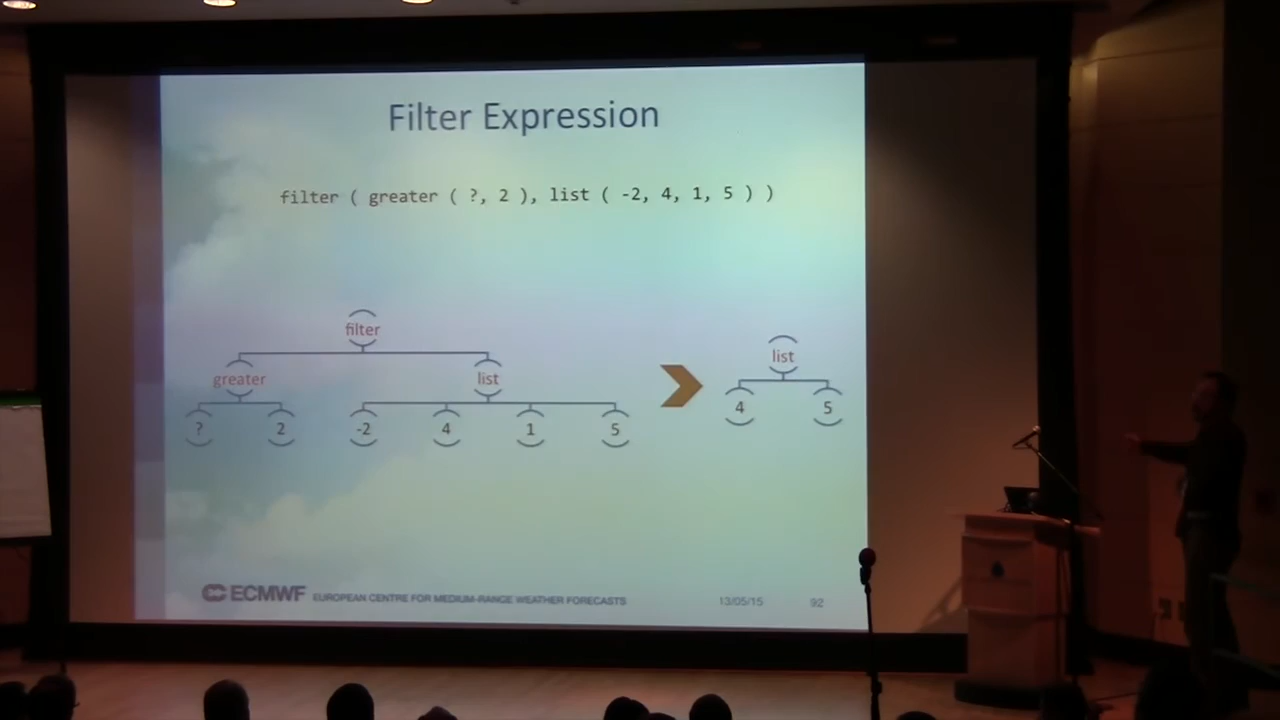 Filter Expression
filter ( greater ( ?, 2 ), list ( -2, 4, 1, 5 ) )
filter
greater list
? 2 -2 4 1 5
list
4 5
ECMWF EUROPEAN CENTRE FOR MEDIUM-RANGE WEATHER FORECASTS 13/05/15 92